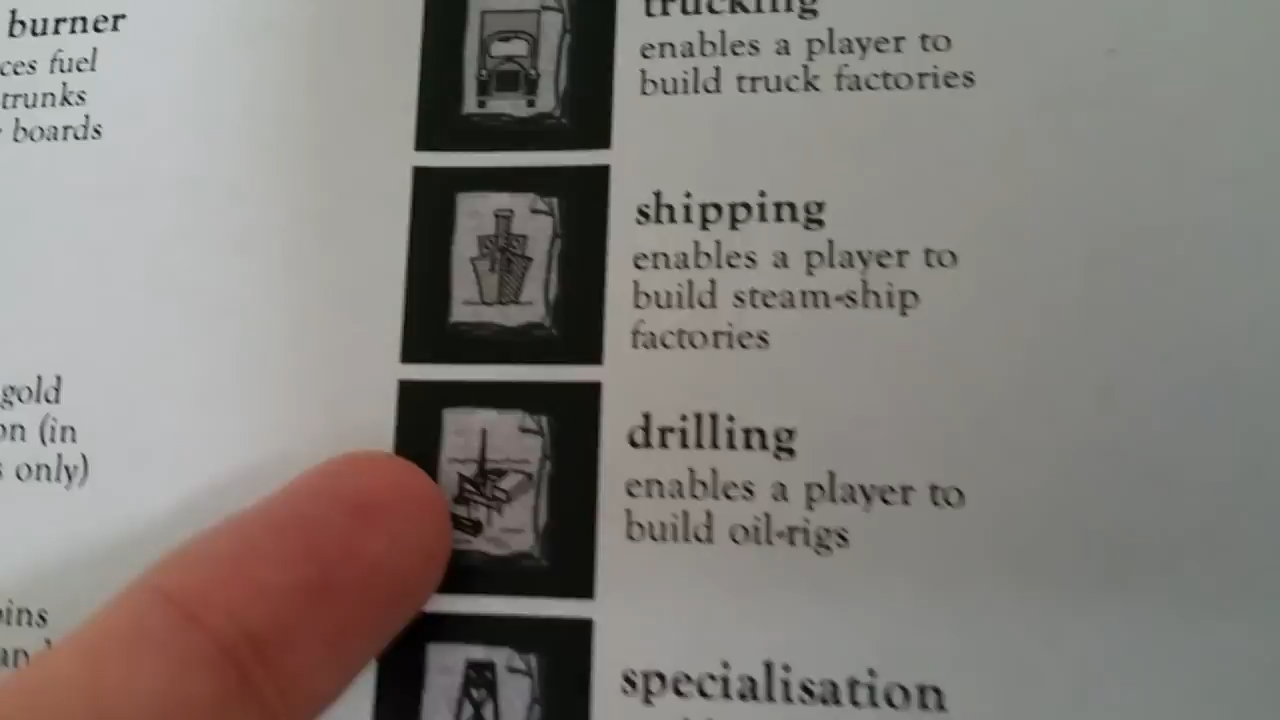 burner
ces fuel
trunks
boards
gold
on (in
only)
trucking
enables a player to
build truck factories
shipping
enables a player to
build steam-ship
factories
drilling
enables a player to
build oil-rigs
specialisation